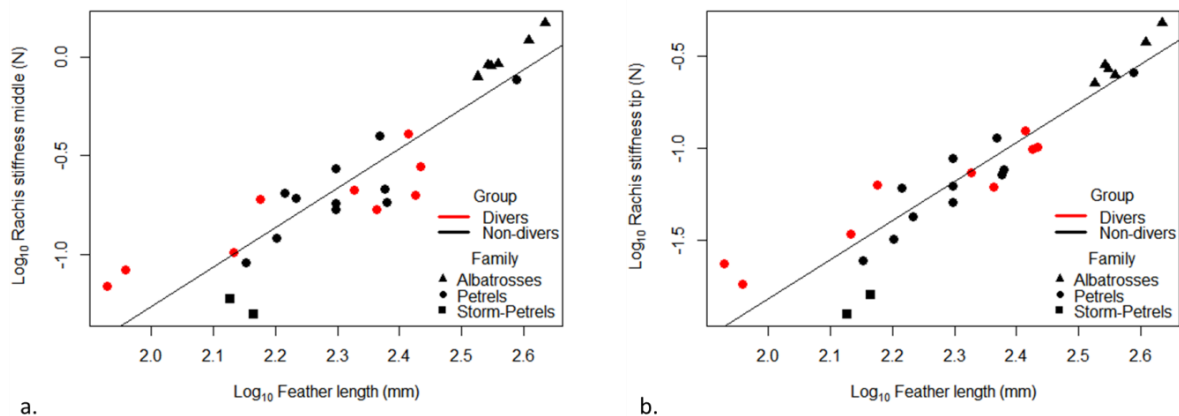 Log10 Rachis stiffness middle (N)
0.0
-0.5
-1.0
Group
Divers
Non-divers
Family
Albatrosses
Petrels
Storm-Petrels
2.0 2.1 2.2 2.3 2.4 2.5 2.6
Log10 Feather length (mm)
a.
Log10 Rachis stiffness tip (N)
-0.5
-1.0
-1.5
Group
Divers
Non-divers
Family
Albatrosses
Petrels
Storm-Petrels
2.0 2.1 2.2 2.3 2.4 2.5 2.6
Log10 Feather length (mm)
b.